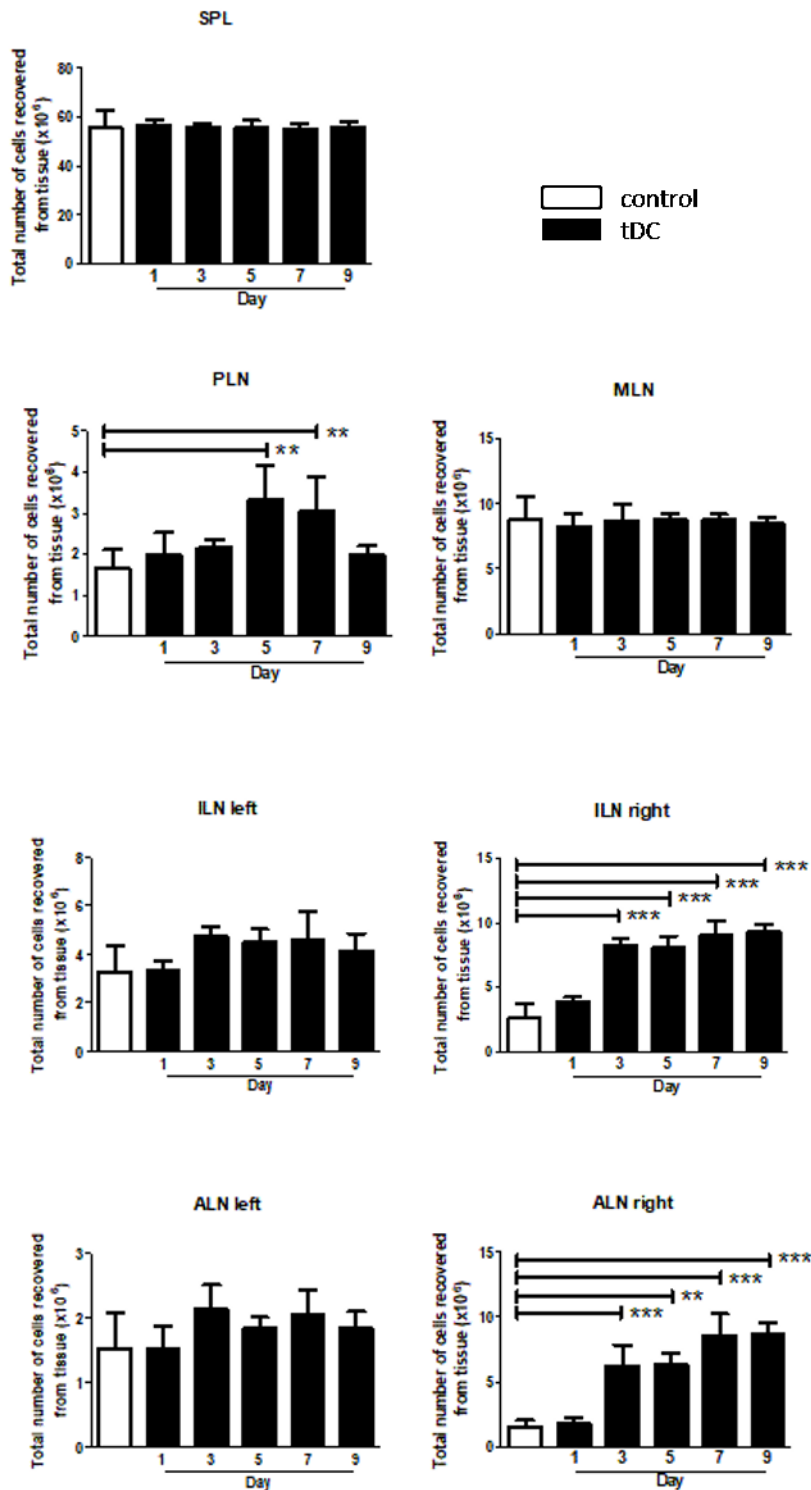 SPL
Total number of cells recovered
from tissue (x10⁶)
80
60
40
20
0
1 3 5 7 9
Day
control
tDC
PLN
Total number of cells recovered
from tissue (x10⁶)
5
4
3
2
1
0
**
**
1 3 5 7 9
Day
MLN
Total number of cells recovered
from tissue (x10⁶)
15
10
5
0
1 3 5 7 9
Day
ILN left
Total number of cells recovered
from tissue (x10⁶)
8
6
4
2
0
1 3 5 7 9
Day
ILN right
Total number of cells recovered
from tissue (x10⁶)
15
10
5
0
***
***
***
***
1 3 5 7 9
Day
ALN left
Total number of cells recovered
from tissue (x10⁶)
3
2
1
0
1 3 5 7 9
Day
ALN right
Total number of cells recovered
from tissue (x10⁶)
15
10
5
0
***
***
**
***
1 3 5 7 9
Day